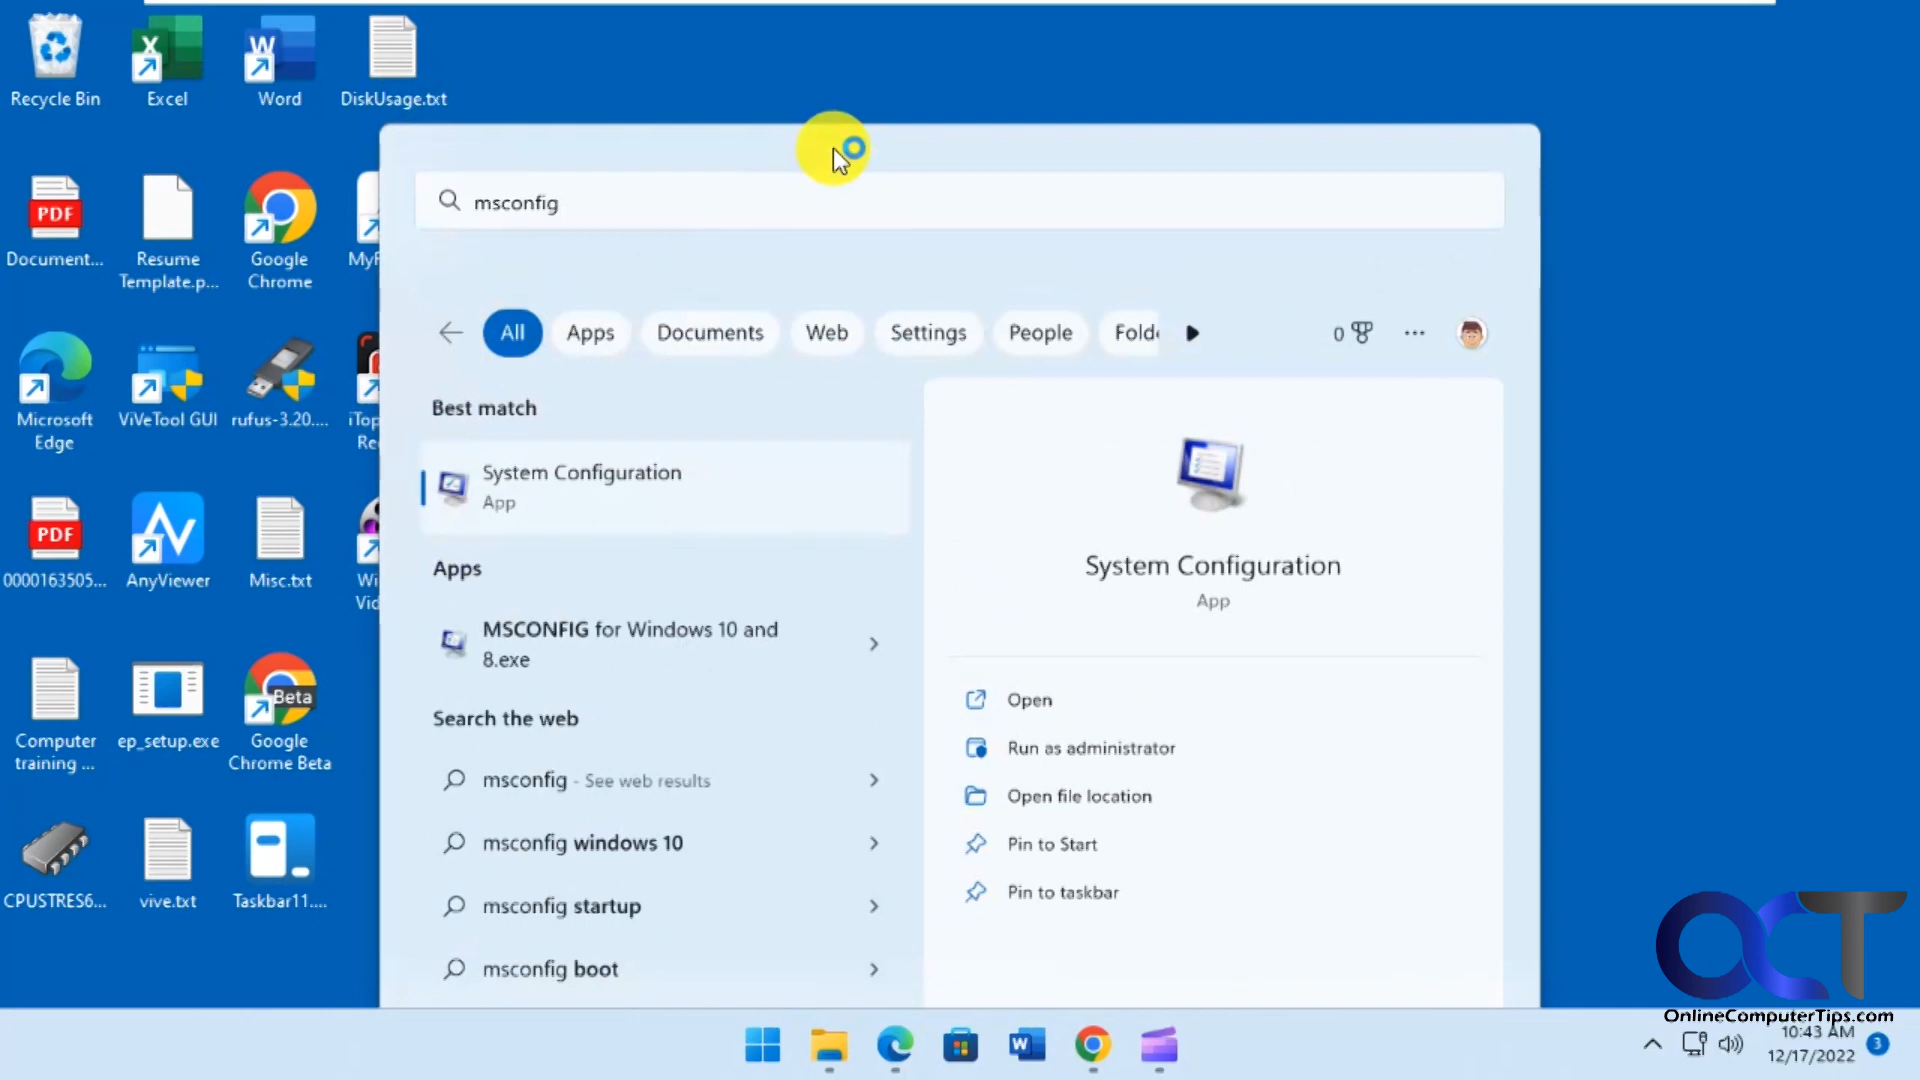 Recycle Bin
Excel
Word
DiskUsage.txt
Document...
Resume
Template.p...
Google
Chrome
Microsoft
Edge
ViVeTool GUI
rufus-3.20....
0000163505...
AnyViewer
Misc.txt
Computer
training ...
ep_setup.exe
Beta
Google
Chrome Beta
CPUSTRES6...
vive.txt
Taskbar11....
msconfig
All
Apps
Documents
Web
Settings
People
0
Best match
System Configuration
App
Apps
MSCONFIG for Windows 10 and
8.exe
Search the web
msconfig - See web results
msconfig windows 10
msconfig startup
msconfig boot
System Configuration
App
Open
Run as administrator
Open file location
Pin to Start
Pin to taskbar
OCT
OnlineComputerTips.com
10:43 AM
12/17/2022
3